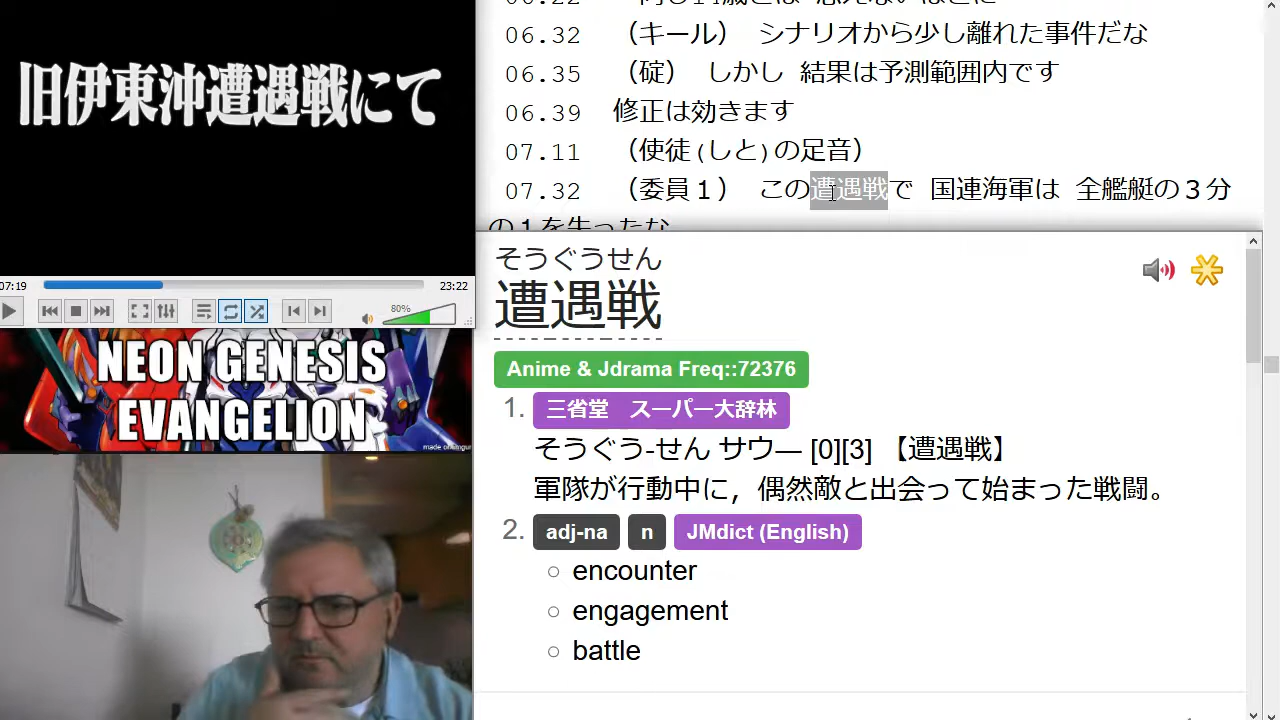 旧伊東沖遭遇戦にて
07:19
23:22
80%
NEON GENESIS
EVANGELION
06.32 （キール） シナリオから少し離れた事件だな
06.35 （碇） しかし 結果は予測範囲内です
06.39 修正は効きます
07.11 （使徒(しと)の足音）
07.32 （委員１） この遭遇戦で 国連海軍は 全艦艇の３分
の１を失ったな
そうぐうせん
遭遇戦
Anime & Jdrama Freq::72376
1. 三省堂 スーパー大辞林
そうぐう-せん サウ― [0][3] 【遭遇戦】
軍隊が行動中に，偶然敵と出会って始まった戦闘。
2. adj-na n JMdict (English)
encounter
engagement
battle